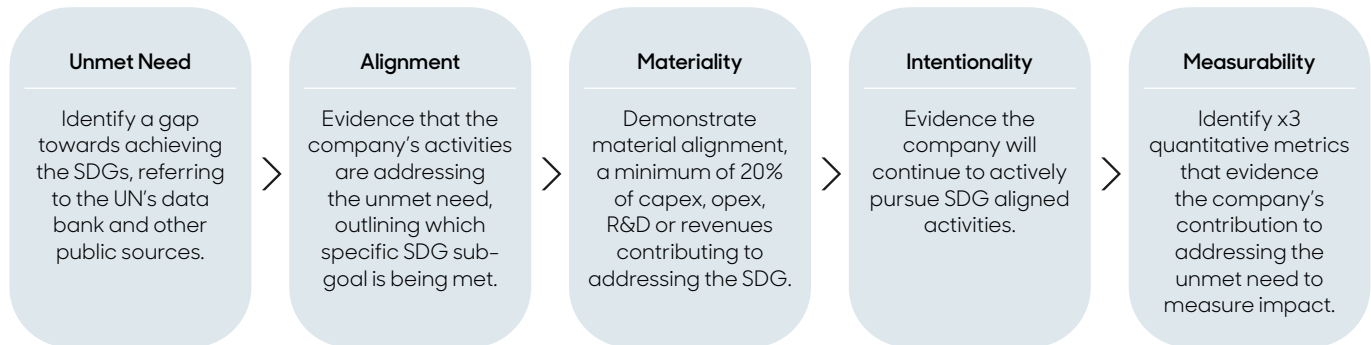 Unmet Need
Identify a gap
towards achieving
the SDGs, referring
to the UN's data
bank and other
public sources.
Alignment
Evidence that the
company's activities
are addressing
the unmet need,
outlining which
specific SDG sub-
goal is being met.
Materiality
Demonstrate
material alignment,
a minimum of 20%
of capex, opex,
R&D or revenues
contributing to
addressing the SDG.
Intentionality
Evidence the
company will
continue to actively
pursue SDG aligned
activities.
Measurability
Identify x3
quantitative metrics
that evidence
the company's
contribution to
addressing the
unmet need to
measure impact.